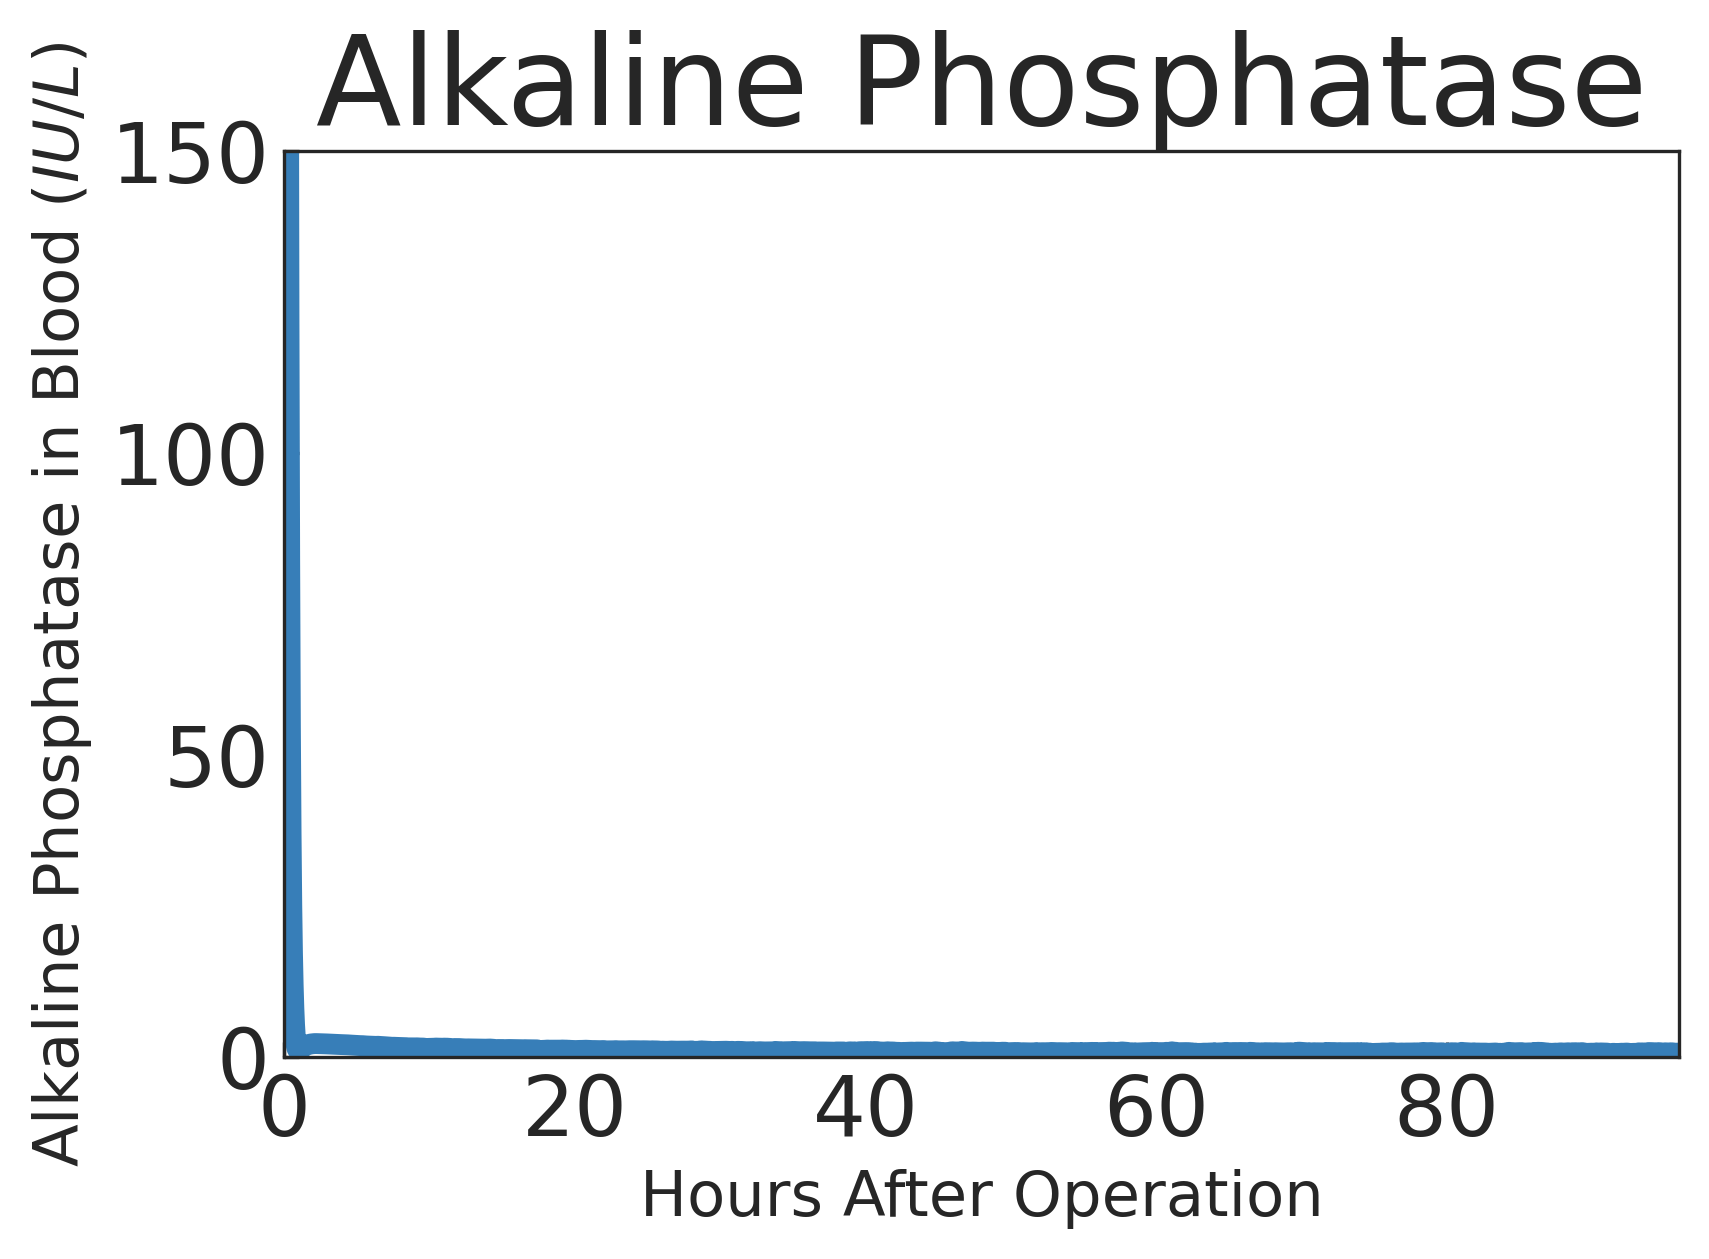 Alkaline Phosphatase
Alkaline Phosphatase in Blood (IU/L)
150
100
50
0
0 20 40 60 80
Hours After Operation